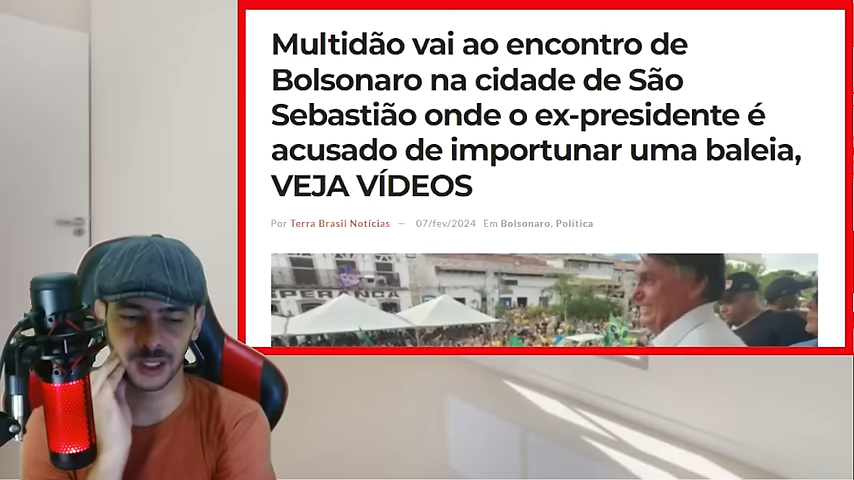 Multidão vai ao encontro de
Bolsonaro na cidade de São
Sebastião onde o ex-presidente é
acusado de importunar uma baleia,
VEJA VÍDEOS
Por Terra Brasil Notícias — 07/fev/2024 Em Bolsonaro, Política
PERANDA